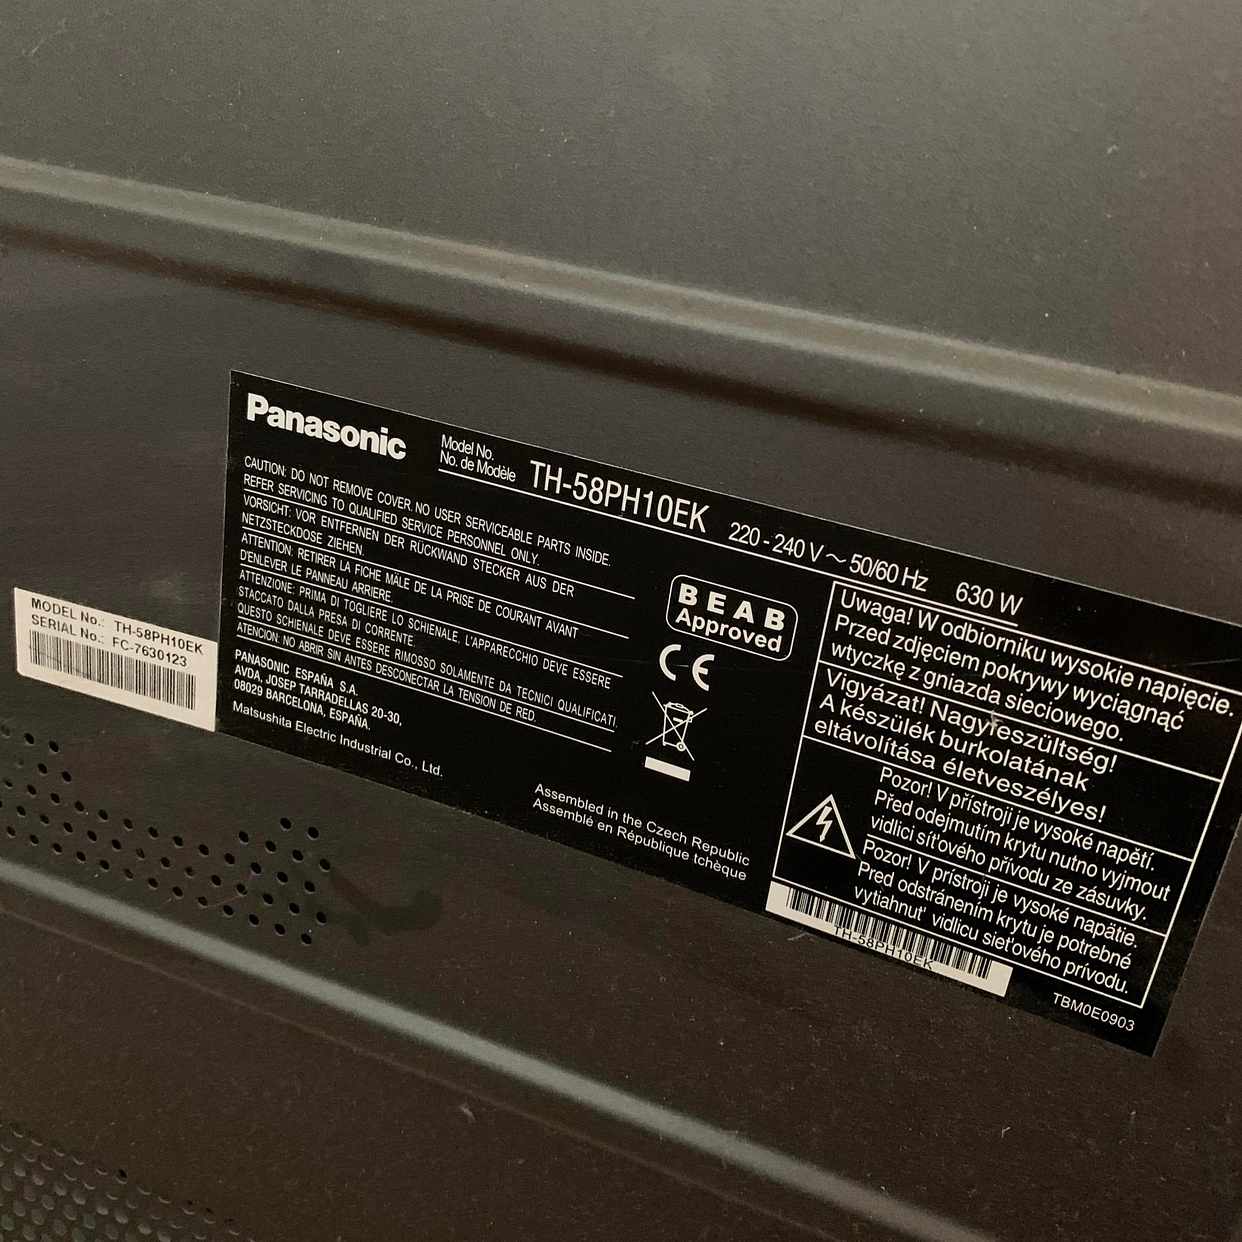 Panasonic
Model No.
No. de Modèle
TH-58PH10EK
220 - 240 V ~ 50/60 Hz 630 W
CAUTION: DO NOT REMOVE COVER. NO USER SERVICEABLE PARTS INSIDE.
REFER SERVICING TO QUALIFIED SERVICE PERSONNEL ONLY.
VORSICHT: VOR ENTFERNEN DER RÜCKWAND STECKER AUS DER
NETZSTECKDOSE ZIEHEN.
ATTENTION: RETIRER LA FICHE MÂLE DE LA PRISE DE COURANT AVANT
DENLEVER LE PANNEAU ARRIERE.
ATTENZIONE: PRIMA DI TOGLIERE LO SCHIENALE. L'APPARECCHIO DEVE ESSERE
STACCATO DALLA PRESA DI CORRENTE.
QUESTO SCHIENALE DEVE ESSERE RIMOSSO SOLAMENTE DA TECNICI QUALIFICATI.
ATENCION: NO ABRIR SIN ANTES DESCONECTAR LA TENSION DE RED.
PANASONIC ESPAÑA S.A.
AVDA, JOSEP TARRADELLAS 20-30,
08029 BARCELONA, ESPAÑA.
Matsushita Electric Industrial Co., Ltd.
Assembled in the Czech Republic
Assemblé en République tchèque
BEAB
Approved
CE
Uwaga! W odbiorniku wysokie napięcie.
Przed zdjęciem pokrywy wyciągnąć
wtyczkę z gniazda sieciowego.
Vigyázat! Nagyfeszültség!
A készülék burkolatának
eltávolítása életveszélyes!
Pozor! V přístroji je vysoké napětí.
Před odejmutím krytu nutno vyjmout
vidlici síťového přívodu ze zásuvky.
Pozor! V prístroji je vysoké napätie.
Pred odstránením krytu je potrebné
vytiahnuť vidlicu sieťového prívodu.
TH-58PH10EK
TBM0E0903
MODEL No.: TH-58PH10EK
SERIAL No.: FC-7630123